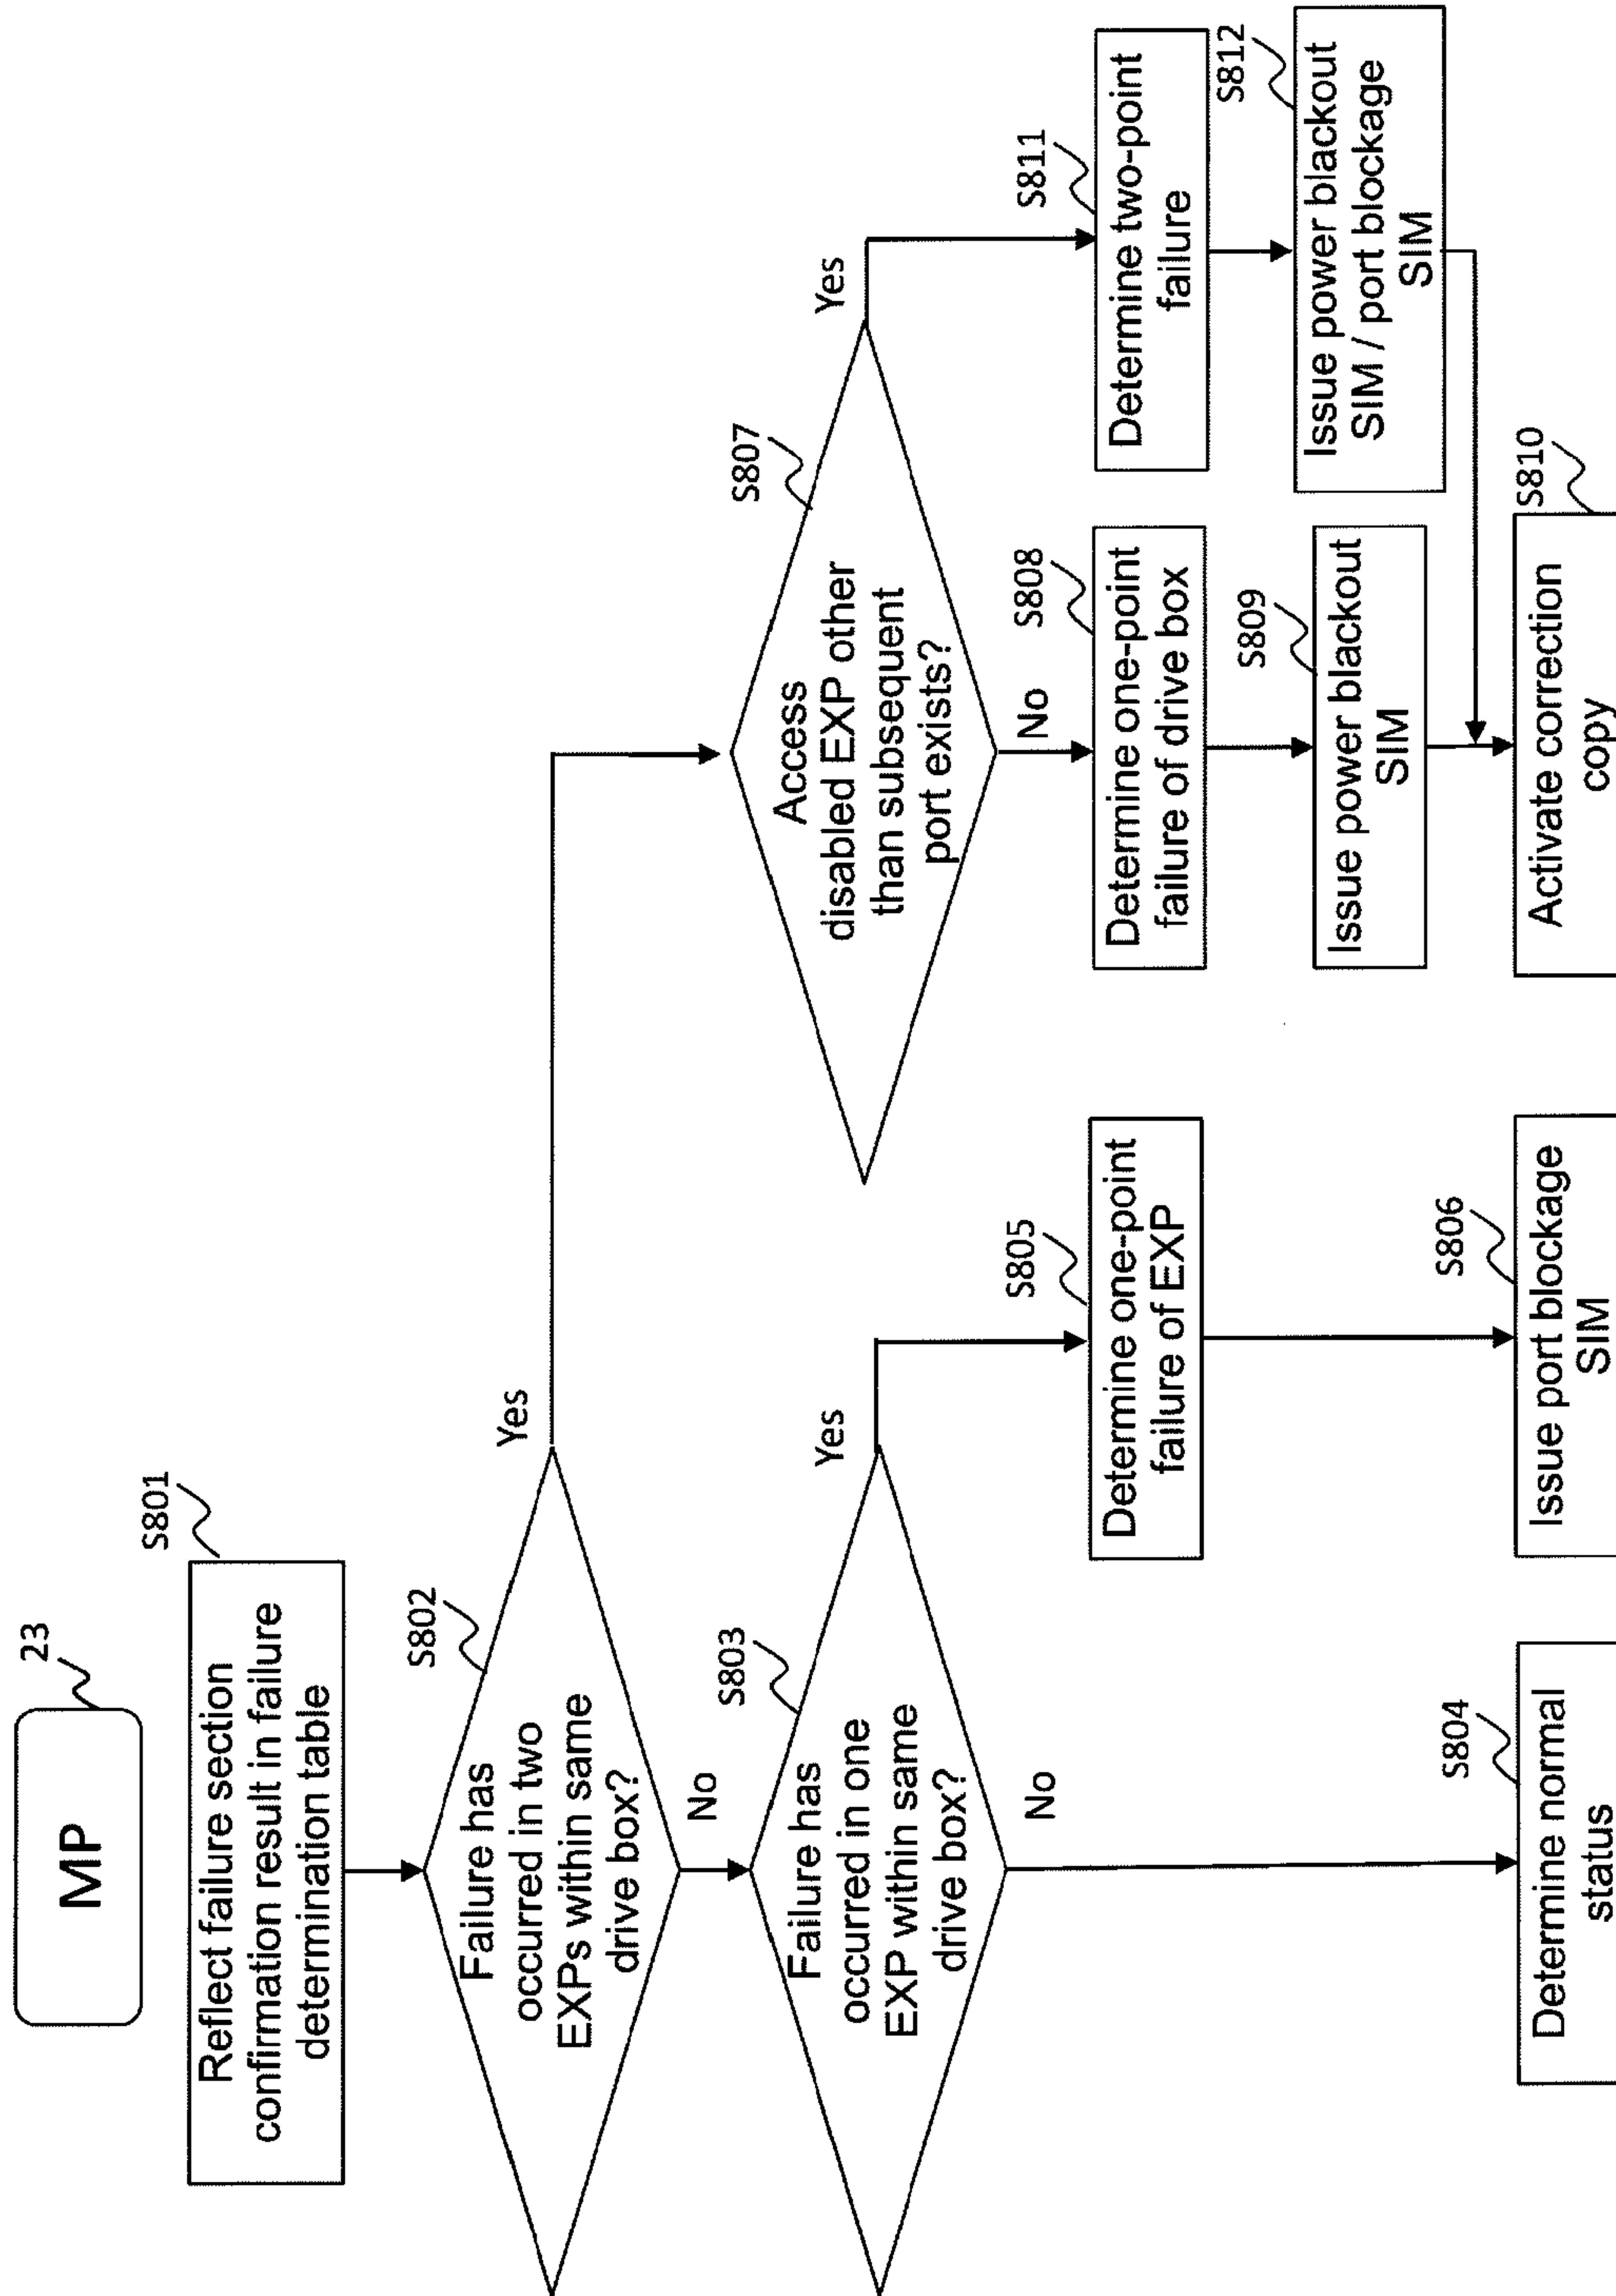 MP
23
S801
Reflect failure section
confirmation result in failure
determination table
S802
Failure has
occurred in two
EXPs within same
drive box?
Yes
No
S803
Failure has
occurred in one
EXP within same
drive box?
Yes
No
S804
Determine normal
status
S805
Determine one-point
failure of EXP
S806
Issue port blockage
SIM
S807
Access
disabled EXP other
than subsequent
port exists?
Yes
No
S808
Determine one-point
failure of drive box
S809
Issue power blackout
SIM
S810
Activate correction
copy
S811
Determine two-point
failure
S812
Issue power blackout
SIM / port blockage
SIM